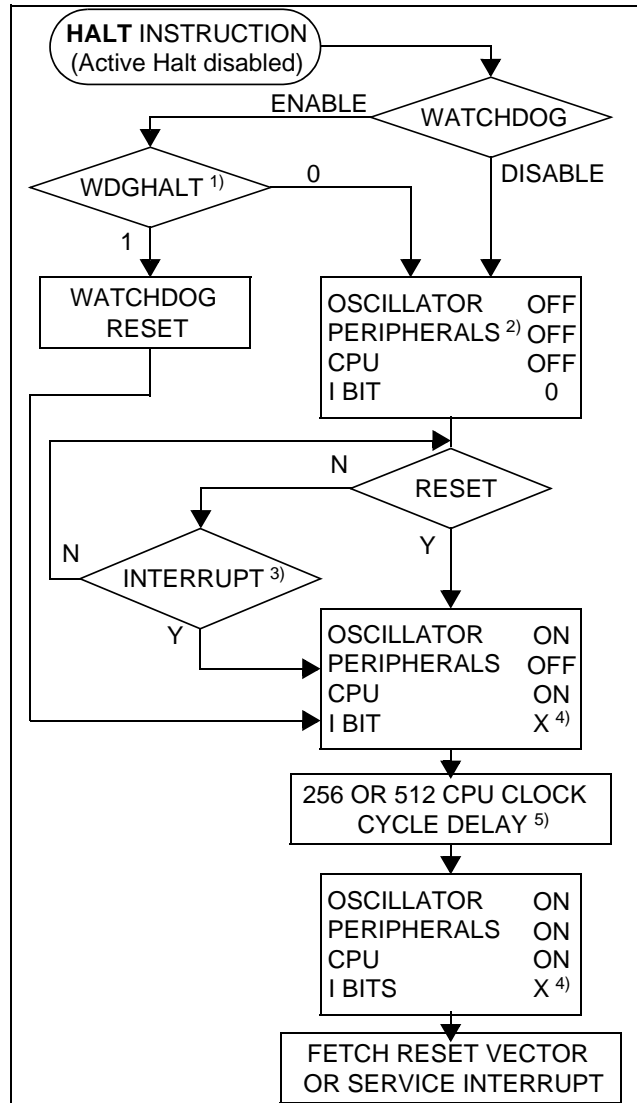 HALT INSTRUCTION
(Active Halt disabled)
ENABLE
WATCHDOG
WDGHALT 1)
0
DISABLE
1
WATCHDOG
RESET
OSCILLATOR OFF
PERIPHERALS 2) OFF
CPU OFF
I BIT 0
N
RESET
N
Y
INTERRUPT 3)
Y
OSCILLATOR ON
PERIPHERALS OFF
CPU ON
I BIT X 4)
256 OR 512 CPU CLOCK
CYCLE DELAY 5)
OSCILLATOR ON
PERIPHERALS ON
CPU ON
I BITS X 4)
FETCH RESET VECTOR
OR SERVICE INTERRUPT